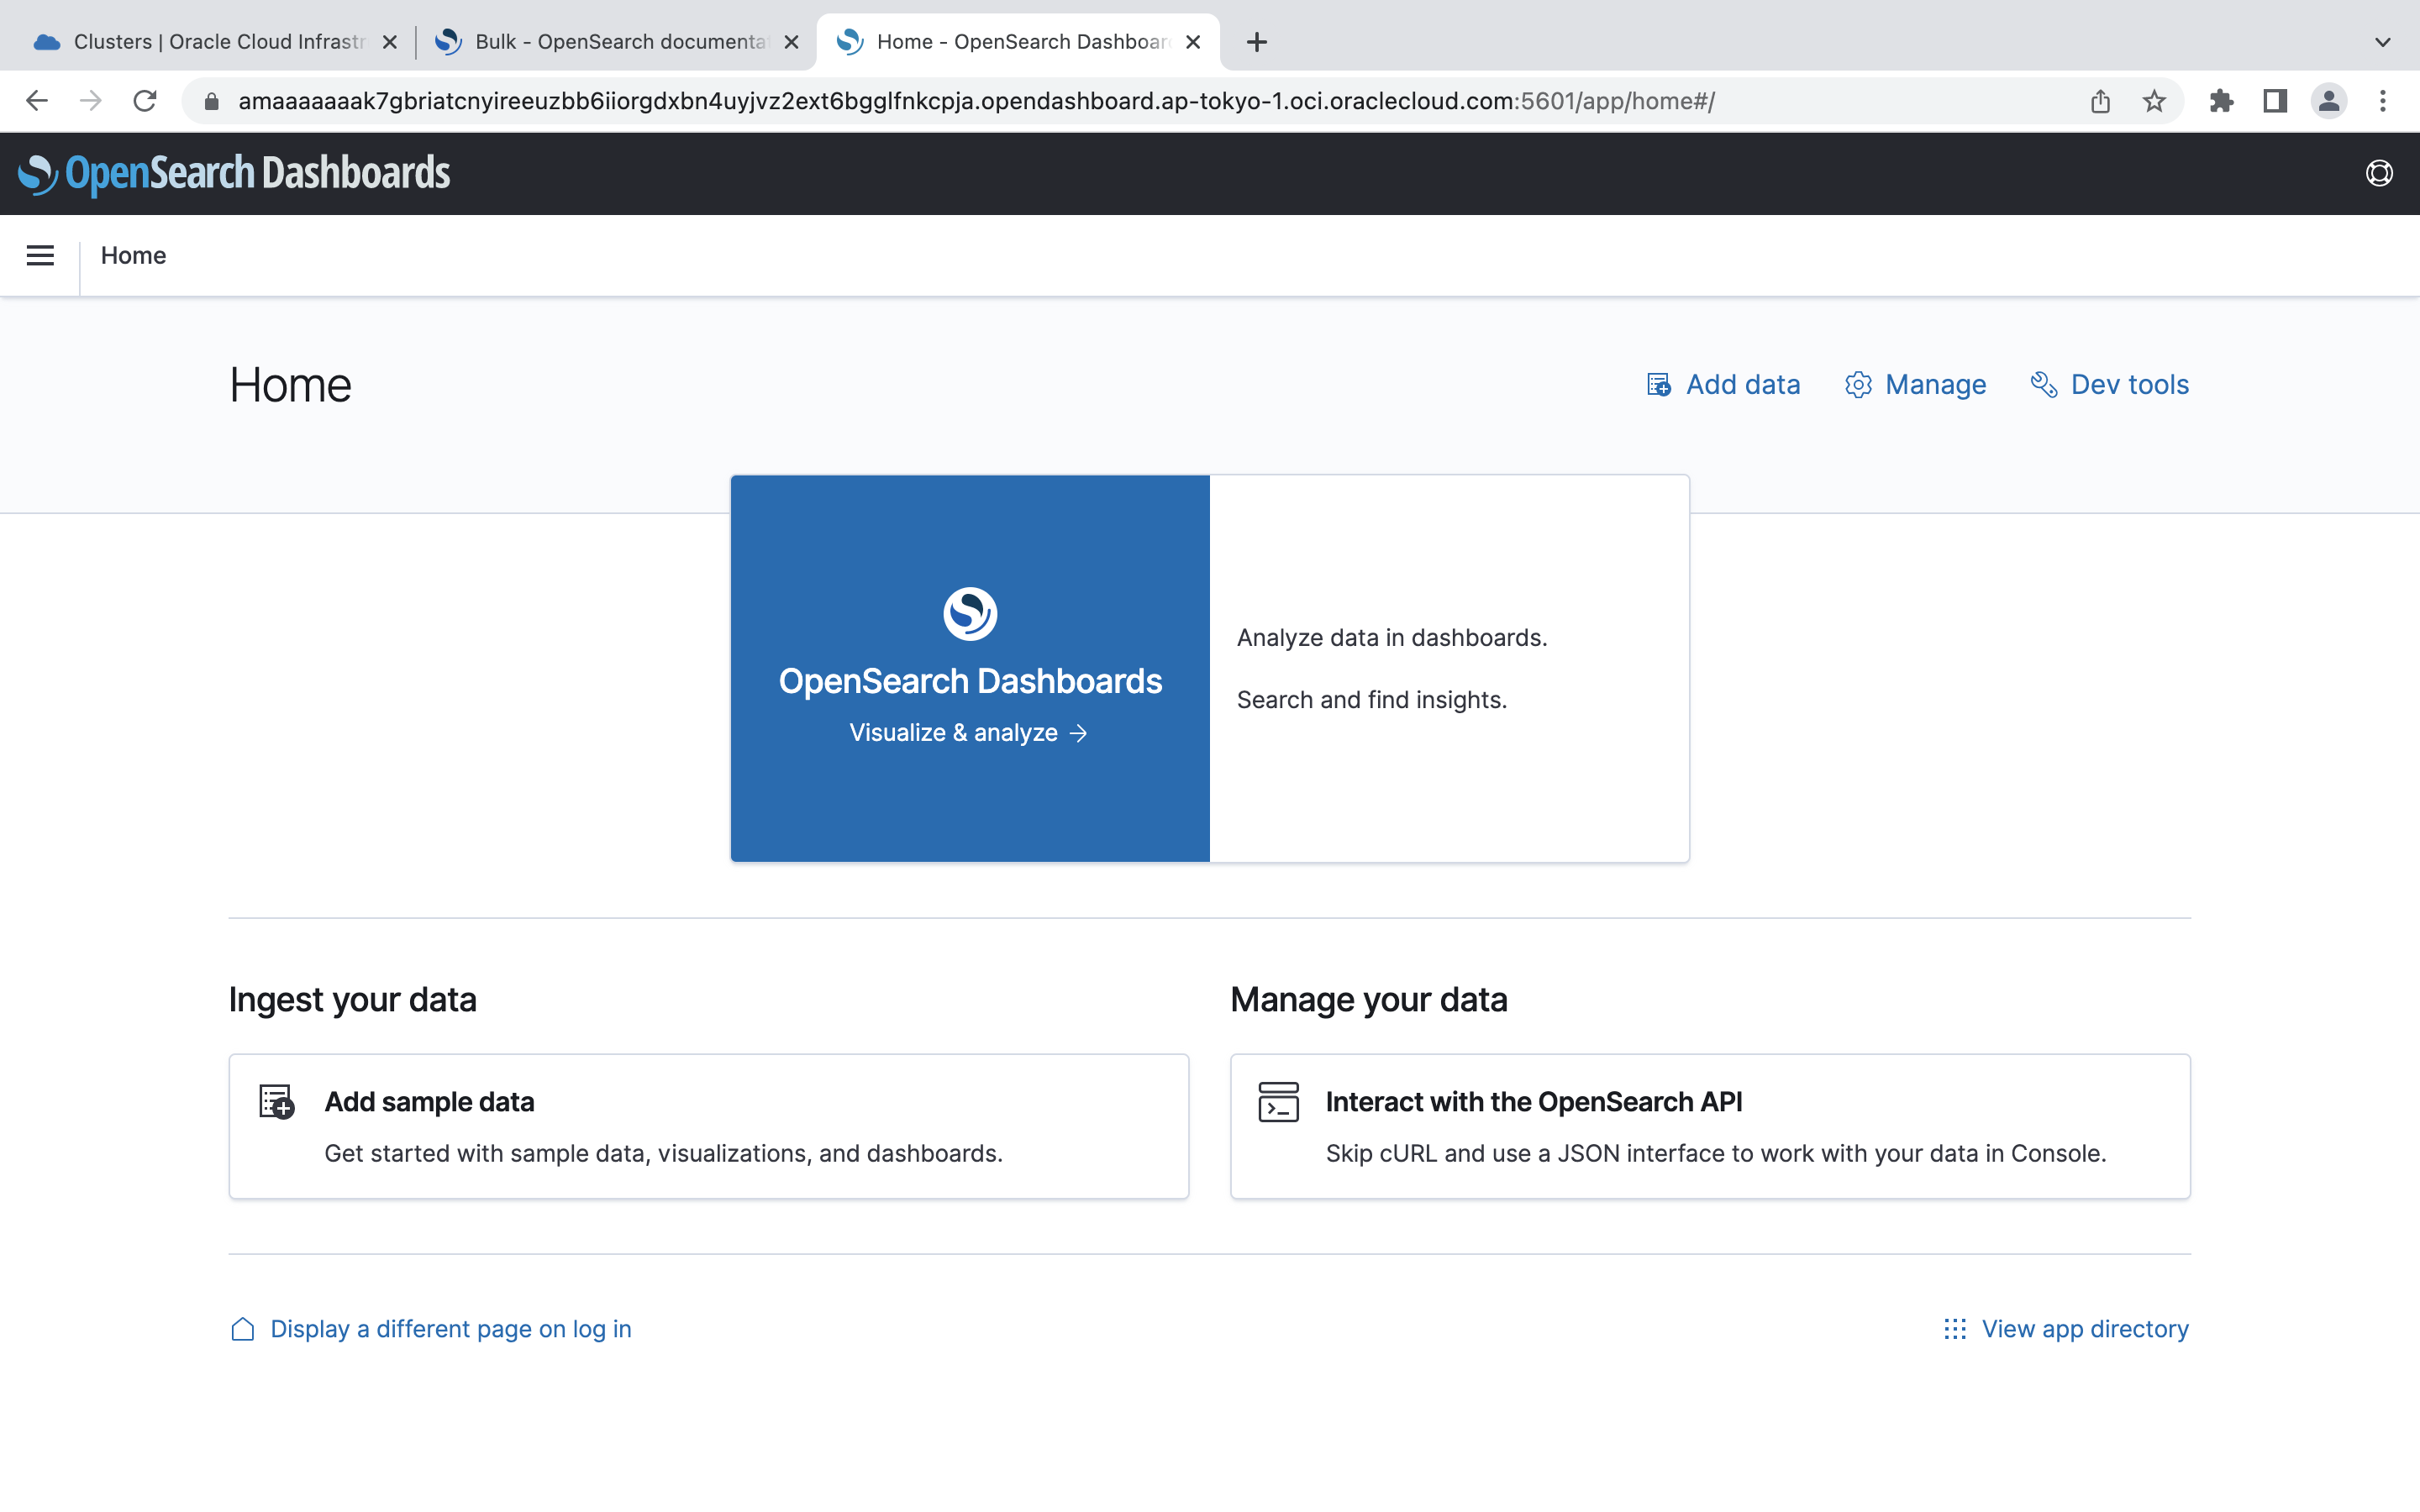 Clusters | Oracle Cloud Infrastr
Bulk - OpenSearch documentat
Home - OpenSearch Dashboar
amaaaaaaak7gbriatcnyireeuzbb6iiorgdxbn4uyjvz2ext6bgglfnkcpja.opendashboard.ap-tokyo-1.oci.oraclecloud.com:5601/app/home#/
OpenSearch Dashboards
Home
Home
Add data
Manage
Dev tools
OpenSearch Dashboards
Visualize & analyze →
Analyze data in dashboards.
Search and find insights.
Ingest your data
Add sample data
Get started with sample data, visualizations, and dashboards.
Manage your data
Interact with the OpenSearch API
Skip cURL and use a JSON interface to work with your data in Console.
Display a different page on log in
View app directory